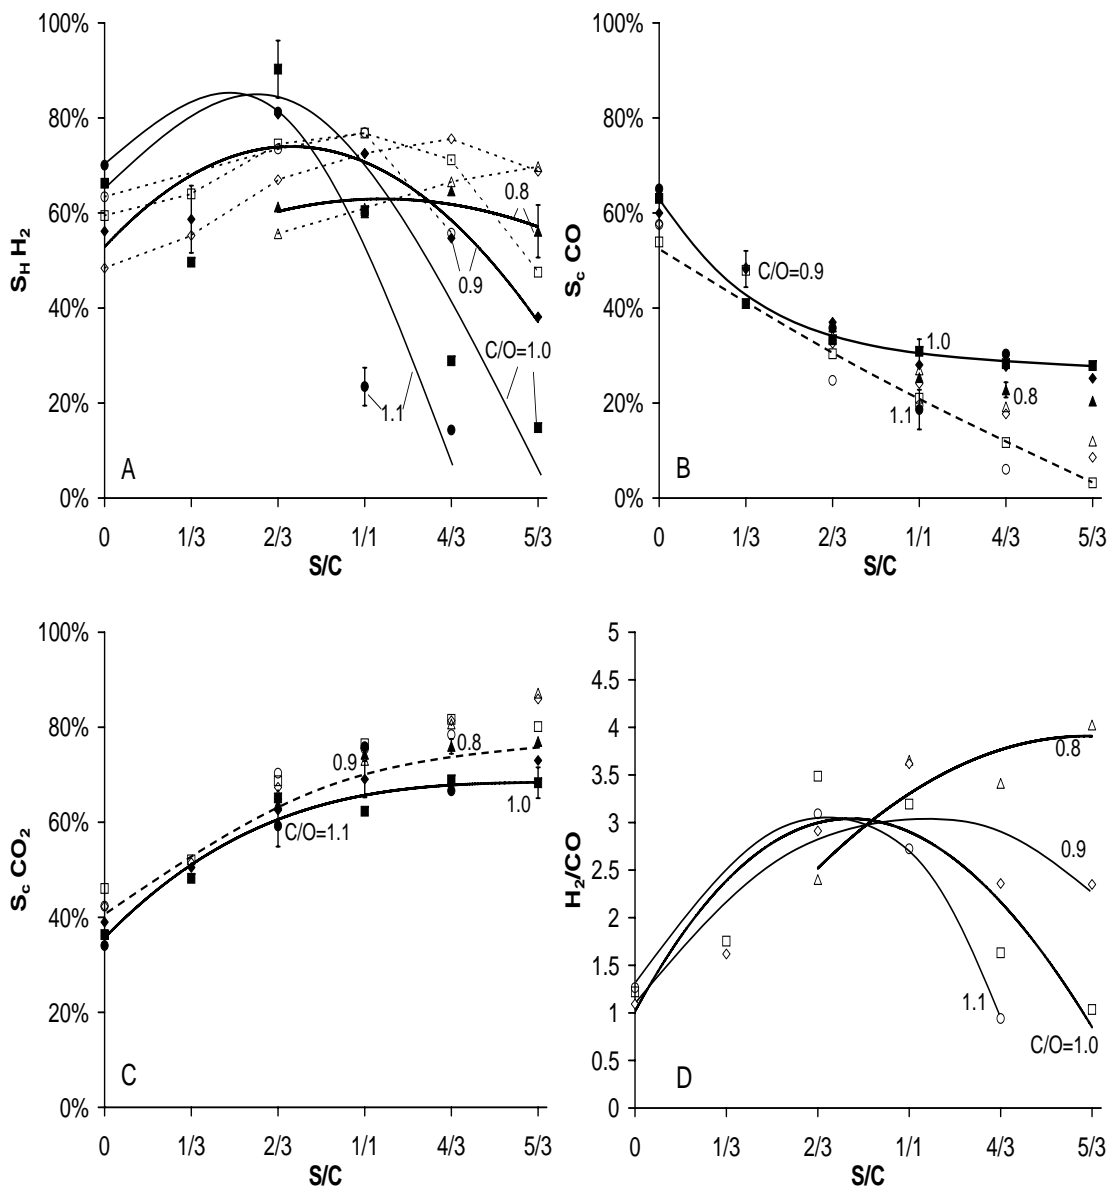 100%
80%
60%
40%
20%
0%
S_H H₂
0.8
0.9
C/O=1.0
1.1
A
0 1/3 2/3 1/1 4/3 5/3
S/C
100%
80%
60%
40%
20%
0%
S_c CO
C/O=0.9
1.0
0.8
1.1
B
0 1/3 2/3 1/1 4/3 5/3
S/C
100%
80%
60%
40%
20%
0%
S_c CO₂
0.9
0.8
1.0
C/O=1.1
C
0 1/3 2/3 1/1 4/3 5/3
S/C
5
4.5
4
3.5
3
2.5
2
1.5
1
0.5
0
H₂/CO
0.8
0.9
1.1
C/O=1.0
D
0 1/3 2/3 1/1 4/3 5/3
S/C